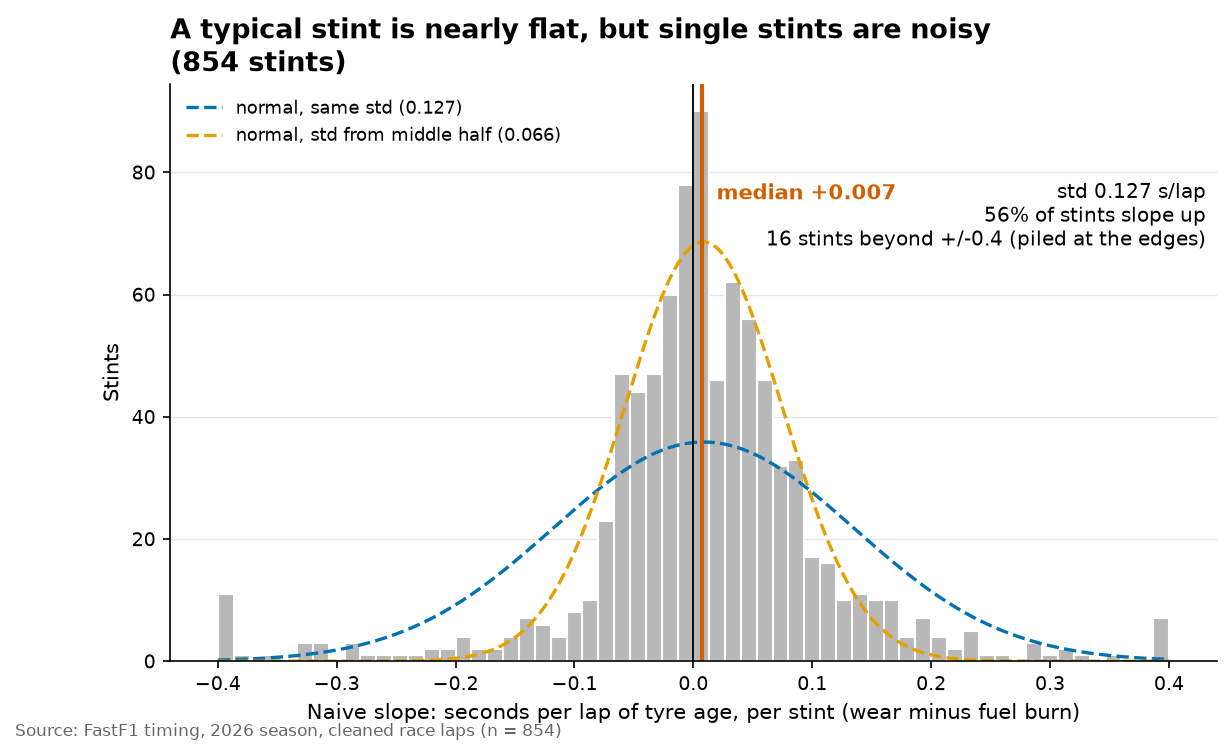 A typical stint is nearly flat, but single stints are noisy
(854 stints)
normal, same std (0.127)
normal, std from middle half (0.066)
median +0.007
std 0.127 s/lap
56% of stints slope up
16 stints beyond +/-0.4 (piled at the edges)
Stints
80
60
40
20
0
−0.4
−0.3
−0.2
−0.1
0.0
0.1
0.2
0.3
0.4
Naive slope: seconds per lap of tyre age, per stint (wear minus fuel burn)
Source: FastF1 timing, 2026 season, cleaned race laps (n = 854)